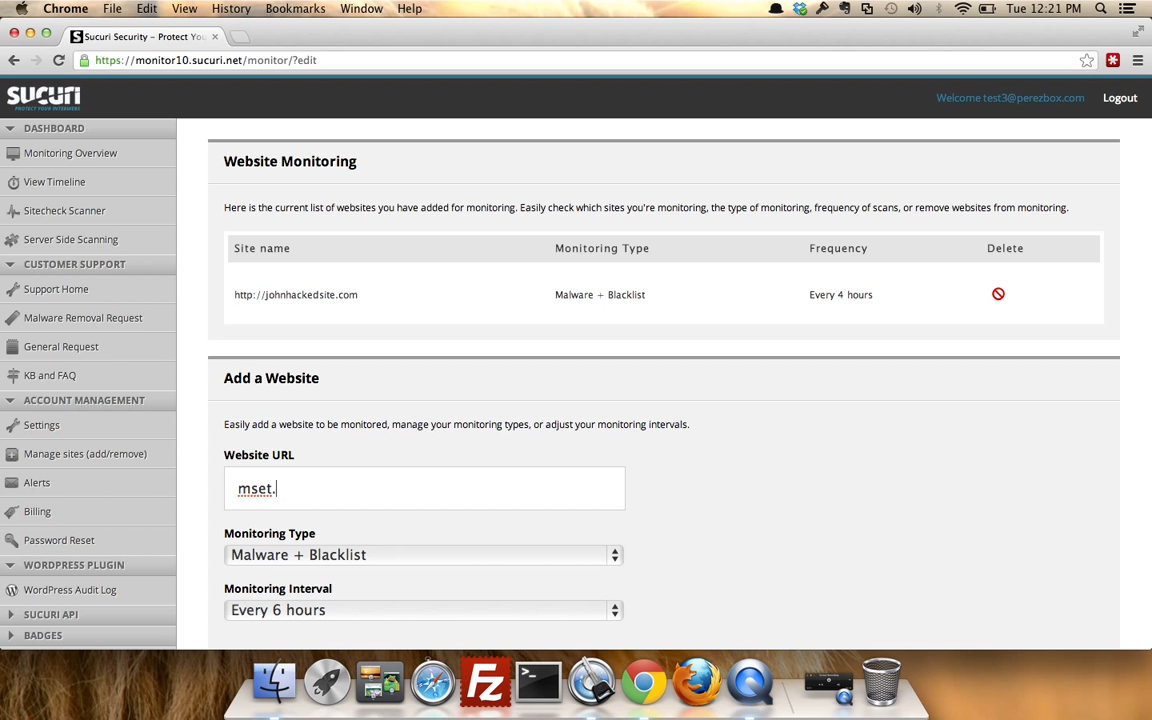 Chrome File Edit View History Bookmarks Window Help Tue 12:21 PM
Sucuri Security – Protect You
https://monitor10.sucuri.net/monitor/?edit
SUCURI
PROTECT YOUR INTERWEBS
Welcome test3@perezbox.com Logout
DASHBOARD
Monitoring Overview
View Timeline
Sitecheck Scanner
Server Side Scanning
CUSTOMER SUPPORT
Support Home
Malware Removal Request
General Request
KB and FAQ
ACCOUNT MANAGEMENT
Settings
Manage sites (add/remove)
Alerts
Billing
Password Reset
WORDPRESS PLUGIN
WordPress Audit Log
SUCURI API
BADGES
Website Monitoring
Here is the current list of websites you have added for monitoring. Easily check which sites you're monitoring, the type of monitoring, frequency of scans, or remove websites from monitoring.
Site name Monitoring Type Frequency Delete
http://johnhackedsite.com Malware + Blacklist Every 4 hours
Add a Website
Easily add a website to be monitored, manage your monitoring types, or adjust your monitoring intervals.
Website URL
mset.
Monitoring Type
Malware + Blacklist
Monitoring Interval
Every 6 hours
Fz